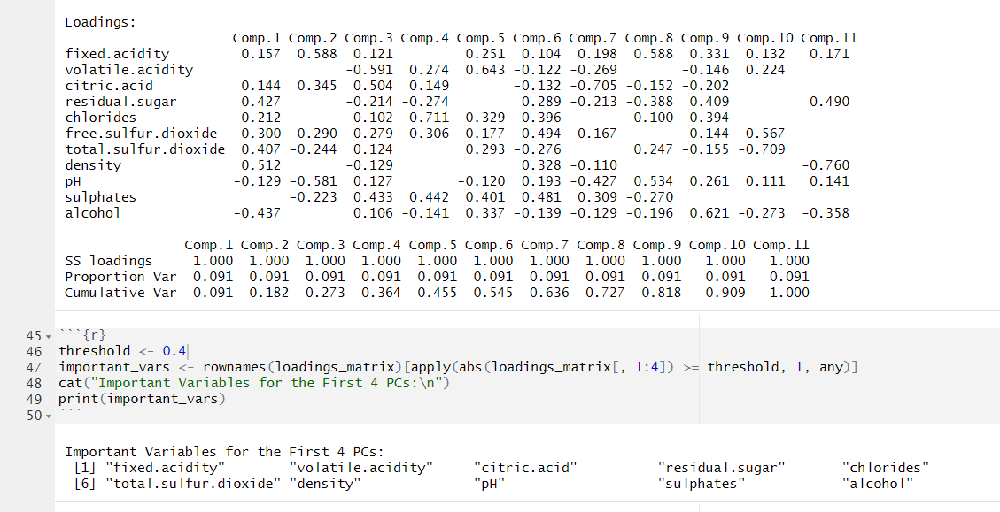 Loadings:
                     Comp.1 Comp.2 Comp.3 Comp.4 Comp.5 Comp.6 Comp.7 Comp.8 Comp.9 Comp.10 Comp.11
fixed.acidity         0.157  0.588  0.121         0.251  0.104  0.198  0.588  0.331  0.132   0.171
volatile.acidity                   -0.591  0.274  0.643 -0.122 -0.269        -0.146  0.224
citric.acid           0.144  0.345  0.504  0.149        -0.132 -0.705 -0.152 -0.202
residual.sugar        0.427        -0.214 -0.274         0.289 -0.213 -0.388  0.409          0.490
chlorides             0.212        -0.102  0.711 -0.329 -0.396        -0.100  0.394
free.sulfur.dioxide   0.300 -0.290  0.279 -0.306  0.177 -0.494  0.167         0.144  0.567
total.sulfur.dioxide  0.407 -0.244  0.124         0.293 -0.276         0.247 -0.155 -0.709
density               0.512        -0.129                0.328 -0.110                       -0.760
pH                   -0.129 -0.581  0.127        -0.120  0.193 -0.427  0.534  0.261  0.111   0.141
sulphates                   -0.223  0.433  0.442  0.401  0.481  0.309 -0.270
alcohol              -0.437         0.106 -0.141  0.337 -0.139 -0.129 -0.196  0.621 -0.273  -0.358
               Comp.1 Comp.2 Comp.3 Comp.4 Comp.5 Comp.6 Comp.7 Comp.8 Comp.9 Comp.10 Comp.11
SS loadings     1.000  1.000  1.000  1.000  1.000  1.000  1.000  1.000  1.000   1.000   1.000
Proportion Var  0.091  0.091  0.091  0.091  0.091  0.091  0.091  0.091  0.091   0.091   0.091
Cumulative Var  0.091  0.182  0.273  0.364  0.455  0.545  0.636  0.727  0.818   0.909   1.000
45 ```{r}
46 threshold <- 0.4
47 important_vars <- rownames(loadings_matrix)[apply(abs(loadings_matrix[, 1:4]) >= threshold, 1, any)]
48 cat("Important Variables for the First 4 PCs:\n")
49 print(important_vars)
50 ```
Important Variables for the First 4 PCs:
 [1] "fixed.acidity"        "volatile.acidity"     "citric.acid"          "residual.sugar"       "chlorides"
 [6] "total.sulfur.dioxide" "density"              "pH"                   "sulphates"            "alcohol"